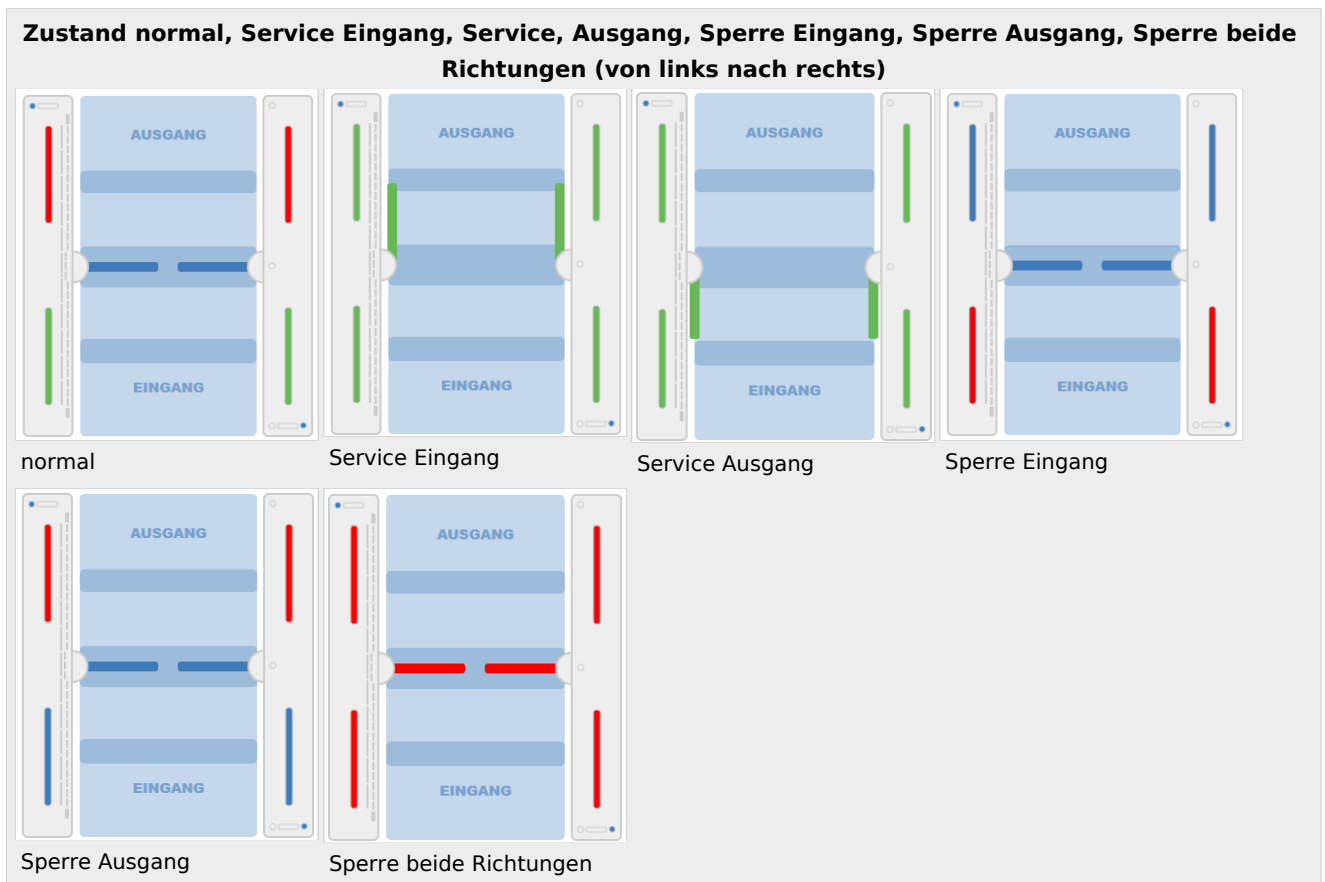 Zustand normal, Service Eingang, Service, Ausgang, Sperre Eingang, Sperre Ausgang, Sperre beide
Richtungen (von links nach rechts)
AUSGANG
EINGANG
normal
AUSGANG
EINGANG
Service Eingang
AUSGANG
EINGANG
Service Ausgang
AUSGANG
EINGANG
Sperre Eingang
AUSGANG
EINGANG
Sperre Ausgang
AUSGANG
EINGANG
Sperre beide Richtungen